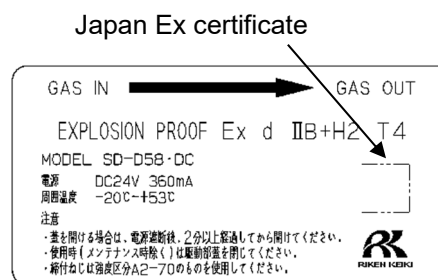 Japan Ex certificate
GAS IN GAS OUT
EXPLOSION PROOF Ex d ⅡB+H2 T4
MODEL SD-D58・DC
電源 DC24V 360mA
周囲温度 -20℃-+53℃
注意
・蓋を開ける場合は、電源遮断後、2分以上経過してから開けてください。
・使用時(メンテナンス時除く)は駆動部蓋を閉じてください。
・締付ねじは強度区分A2-70のものを使用してください。
RIKEN KEIKI